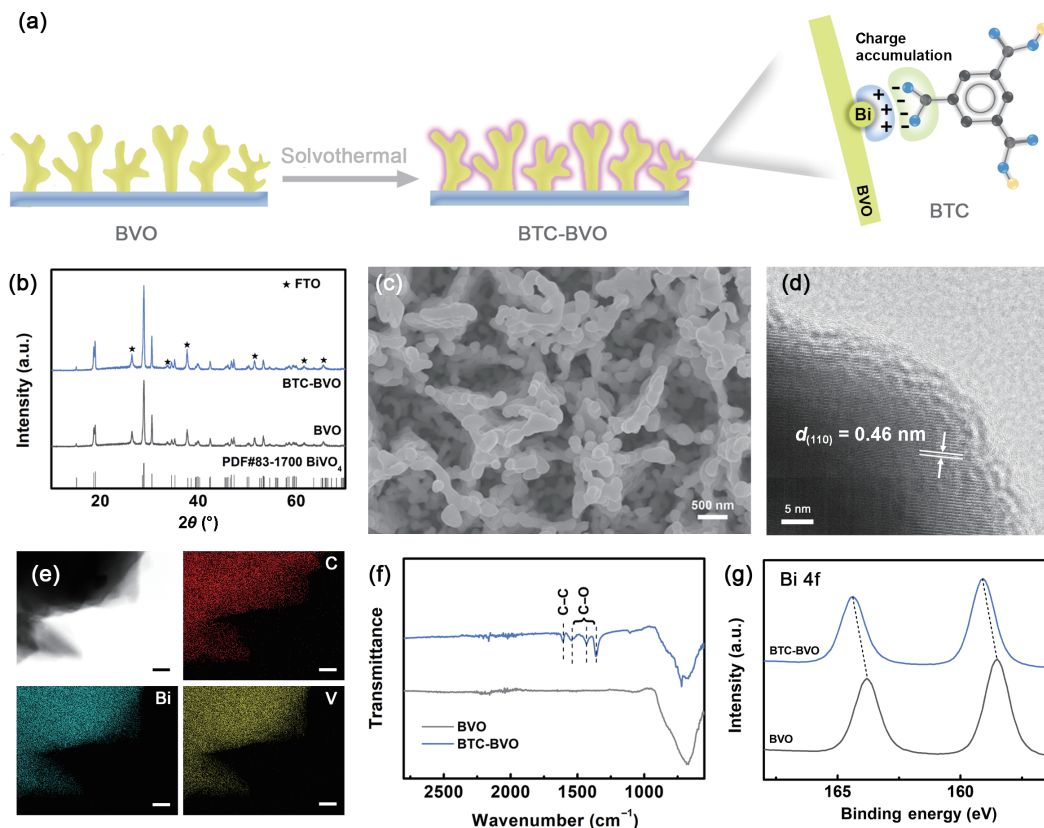 (a)
Charge
accumulation
+ + + + - - - -
Bi
BVO
BTC
Solvothermal
BVO
BTC-BVO
(b)
★ FTO
BTC-BVO
BVO
PDF#83-1700 BiVO₄
Intensity (a.u.)
10 20 30 40 50 60
2θ (°)
(c)
500 nm
(d)
d(110) = 0.46 nm
5 nm
(e)
C
Bi
V
(f)
C–C
C–O
BVO
BTC-BVO
Transmittance
2500 2000 1500 1000
Wavenumber (cm⁻¹)
(g)
Bi 4f
BTC-BVO
BVO
Intensity (a.u.)
165 160
Binding energy (eV)